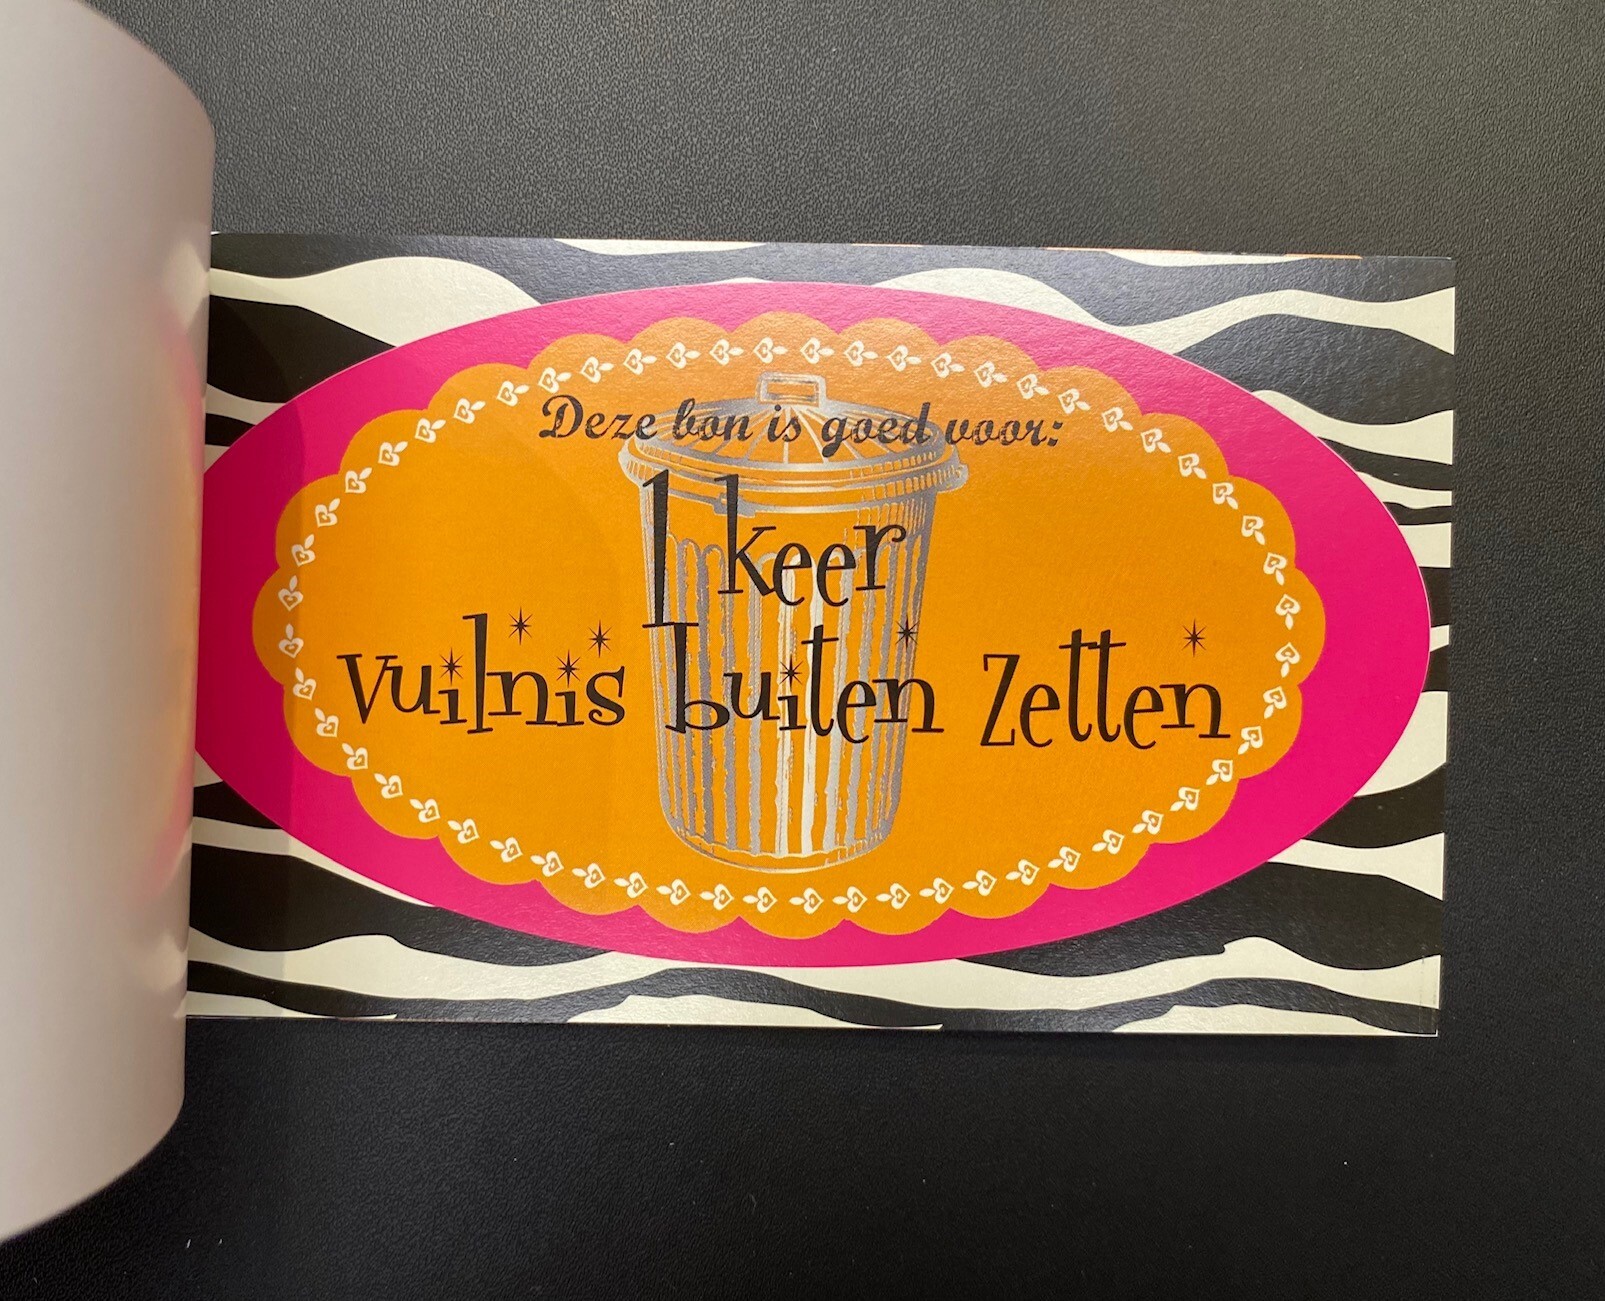 Deze bon is goed voor:
1 keer
vuilnis buiten zetten